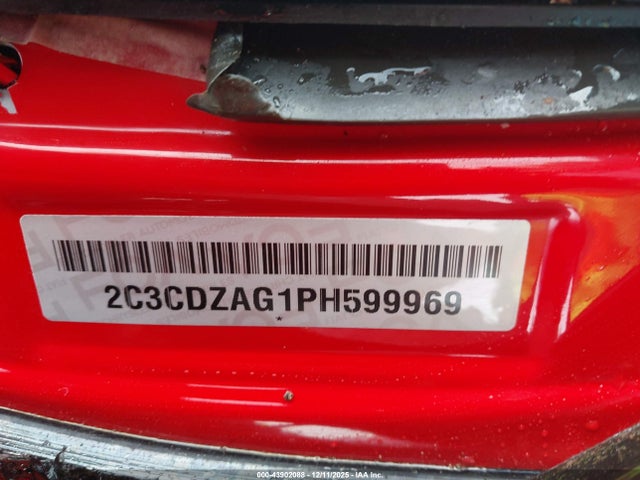 2C3CDZAG1PH599969
*
000-43902088 - 12/11/2025 - IAA Inc.